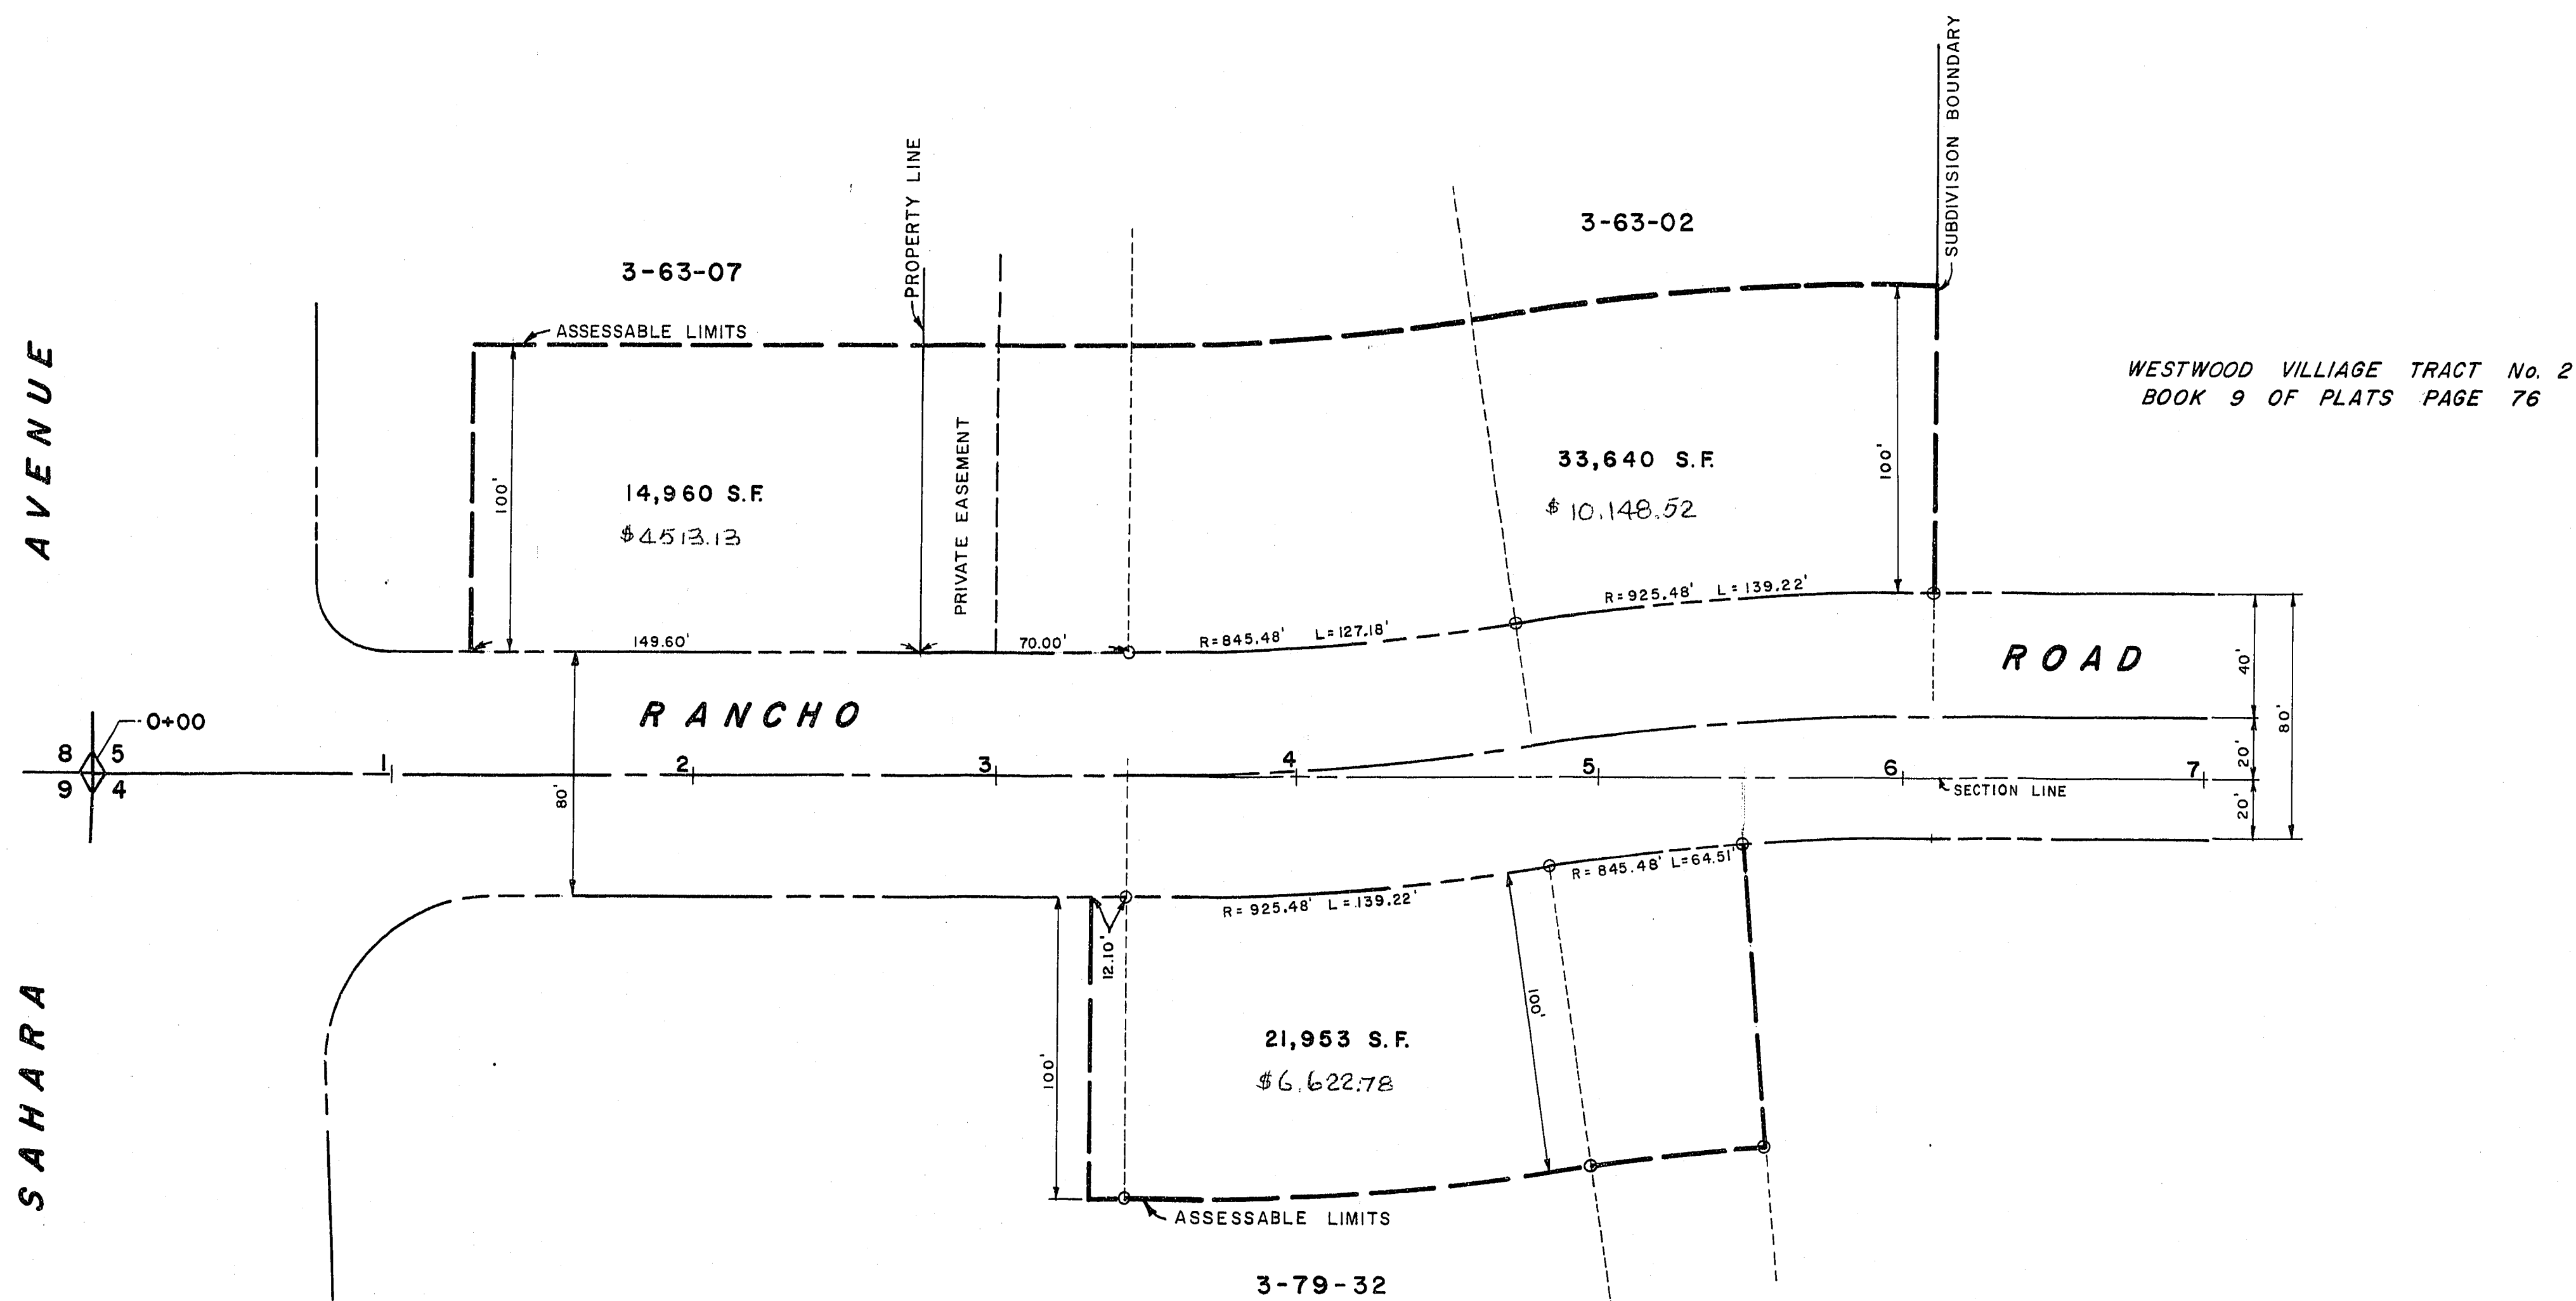 SUBDIVISION BOUNDARY
PROPERTY LINE
3-63-02
3-63-07
ASSESSABLE LIMITS
AVENUE
WESTWOOD VILLIAGE TRACT No. 2
BOOK 9 OF PLATS PAGE 76
100'
14,960 S.F.
$4513.13
PRIVATE EASEMENT
33,640 S.F.
$10,148.52
100'
149.60'
70.00'
R=845.48' L=127.18'
R=925.48' L=139.22'
RANCHO
ROAD
40'
80'
20'
20'
0+00
8 5
9 4
1 2 3 4 5 6 7
80'
SECTION LINE
R=845.48' L=64.51'
R=925.48' L=139.22'
12.10'
100'
100'
21,953 S.F.
$6,622.78
SAHARA
ASSESSABLE LIMITS
3-79-32